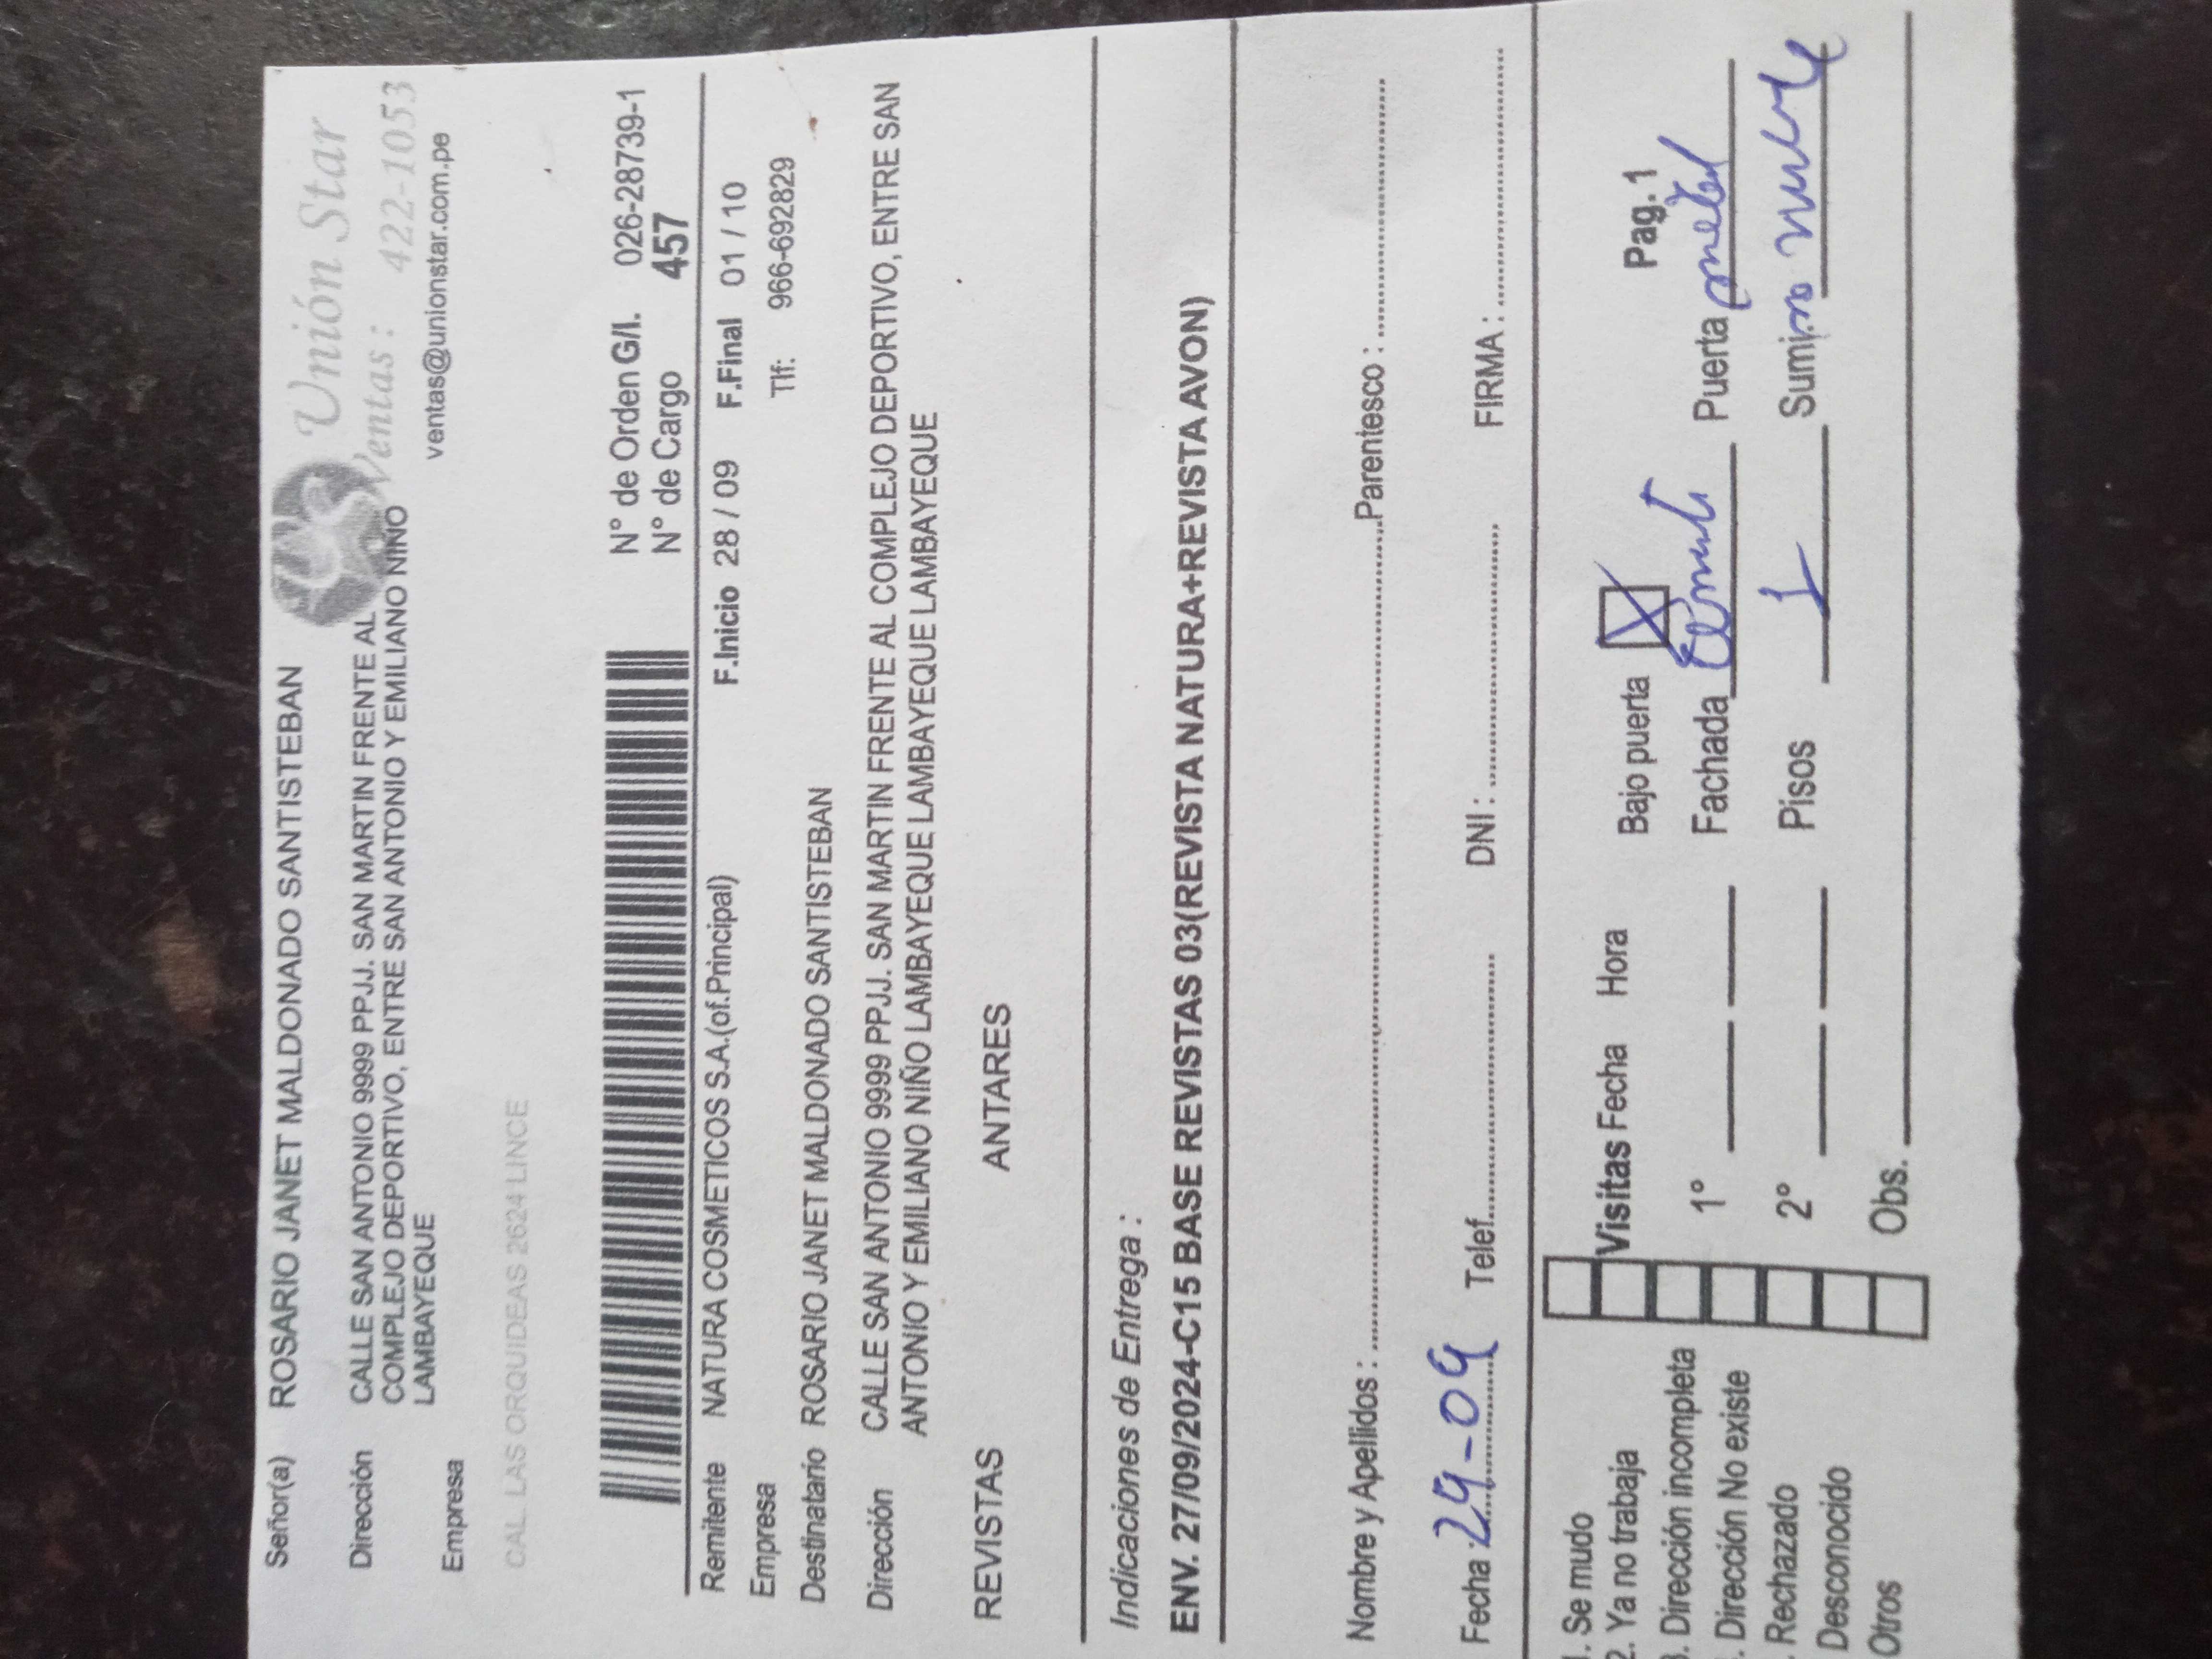 Señor(a) ROSARIO JANET MALDONADO SANTISTEBAN
Unión Star
Dirección CALLE SAN ANTONIO 9999 PPJJ. SAN MARTIN FRENTE AL
COMPLEJO DEPORTIVO, ENTRE SAN ANTONIO Y EMILIANO NIÑO
LAMBAYEQUE
Ventas : 422-1053
ventas@unionstar.com.pe
Empresa
CAL. LAS ORQUIDEAS 2624 LINCE
N° de Orden G/I. 026-28739-1
N° de Cargo 457
Remitente NATURA COSMETICOS S.A.(of.Principal) F.Inicio 28 / 09 F.Final 01 / 10
Empresa Tlf: 966-692829
Destinatario ROSARIO JANET MALDONADO SANTISTEBAN
Dirección CALLE SAN ANTONIO 9999 PPJJ. SAN MARTIN FRENTE AL COMPLEJO DEPORTIVO, ENTRE SAN
ANTONIO Y EMILIANO NIÑO LAMBAYEQUE LAMBAYEQUE LAMBAYEQUE
REVISTAS ANTARES
Indicaciones de Entrega :
ENV. 27/09/2024-C15 BASE REVISTAS 03(REVISTA NATURA+REVISTA AVON)
Nombre y Apellidos : Parentesco :
Fecha : 29-09 Telef. DNI : FIRMA :
1. Se mudo
2. Ya no trabaja Visitas Fecha Hora Bajo puerta Pag.1
3. Dirección incompleta
. Dirección No existe 1° Fachada Puerta
. Rechazado
Desconocido 2° Pisos 1 Sumin
Otros Obs.